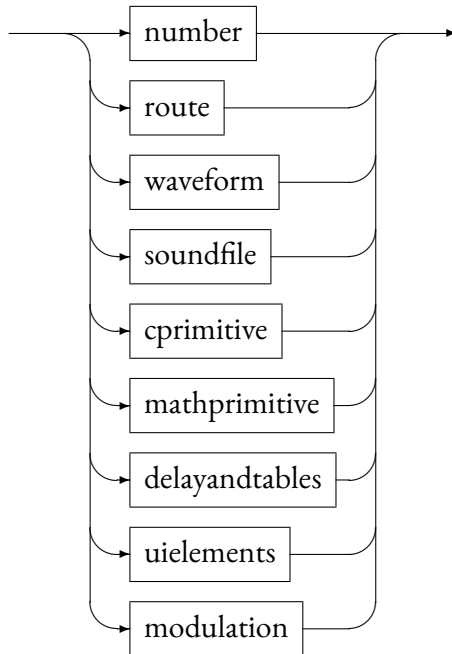 number
route
waveform
soundfile
cprimitive
mathprimitive
delayandtables
uielements
modulation